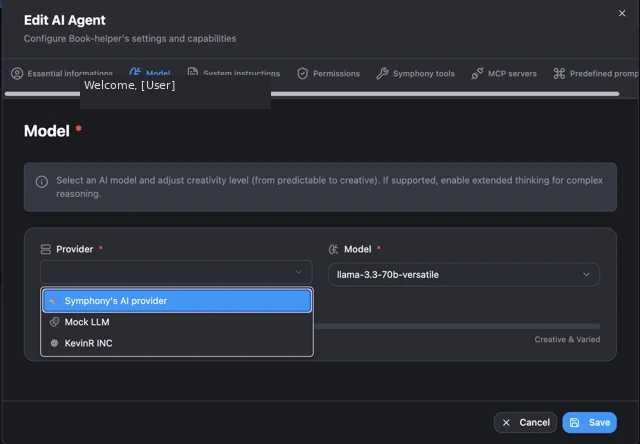 Edit AI Agent
Configure Book-helper's settings and capabilities
Essential informations Model System instructions Permissions Symphony tools MCP servers Predefined promp
Welcome, [User]
Model *
Select an AI model and adjust creativity level (from predictable to creative). If supported, enable extended thinking for complex
reasoning.
Provider * Model *
llama-3.3-70b-versatile
Symphony's AI provider
Mock LLM
KevinR INC
Creative & Varied
Cancel Save